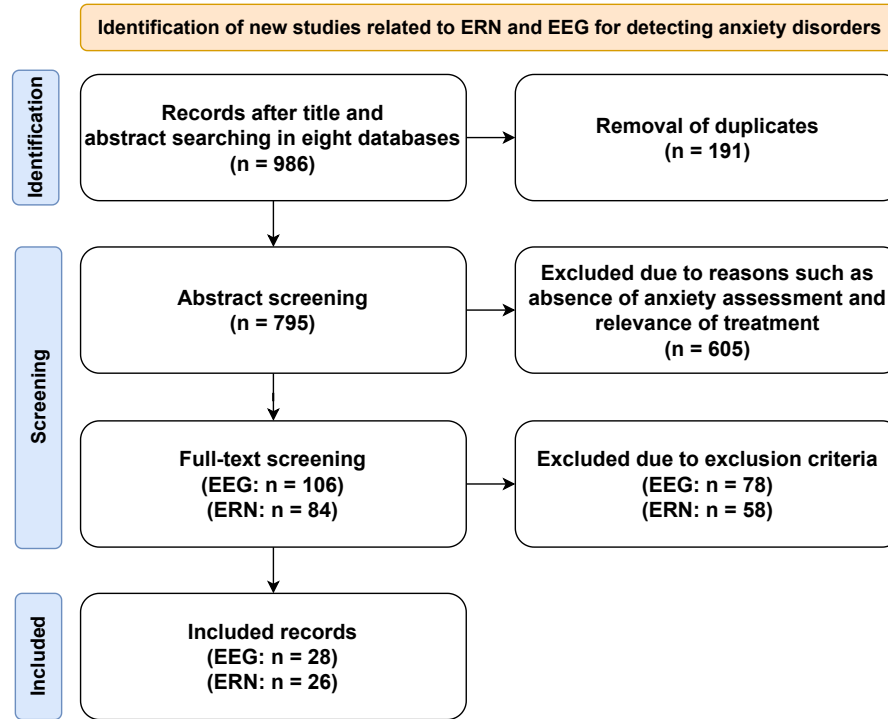 Identification of new studies related to ERN and EEG for detecting anxiety disorders
Identification
Records after title and
abstract searching in eight databases
(n = 986)
Removal of duplicates
(n = 191)
Screening
Abstract screening
(n = 795)
Excluded due to reasons such as
absence of anxiety assessment and
relevance of treatment
(n = 605)
Full-text screening
(EEG: n = 106)
(ERN: n = 84)
Excluded due to exclusion criteria
(EEG: n = 78)
(ERN: n = 58)
Included
Included records
(EEG: n = 28)
(ERN: n = 26)